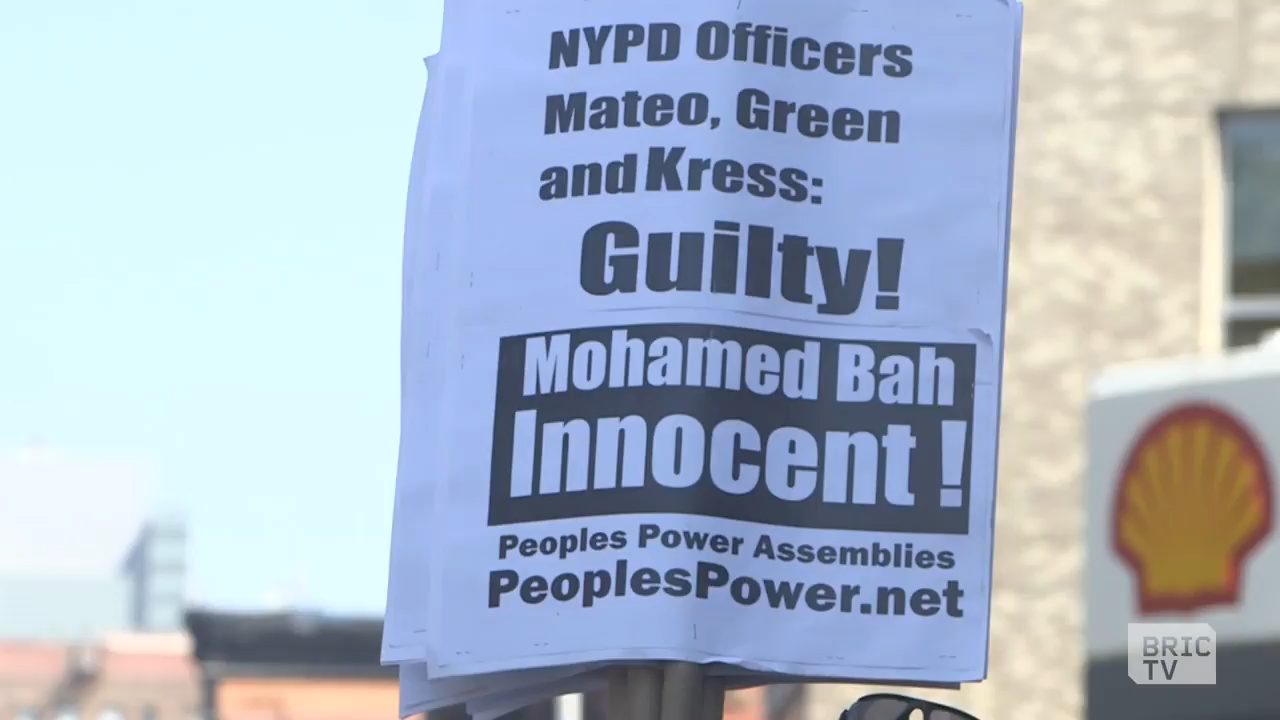 NYPD Officers
Mateo, Green
and Kress:
Guilty!
Mohamed Bah
Innocent !
Peoples Power Assemblies
PeoplesPower.net
BRIC
TV